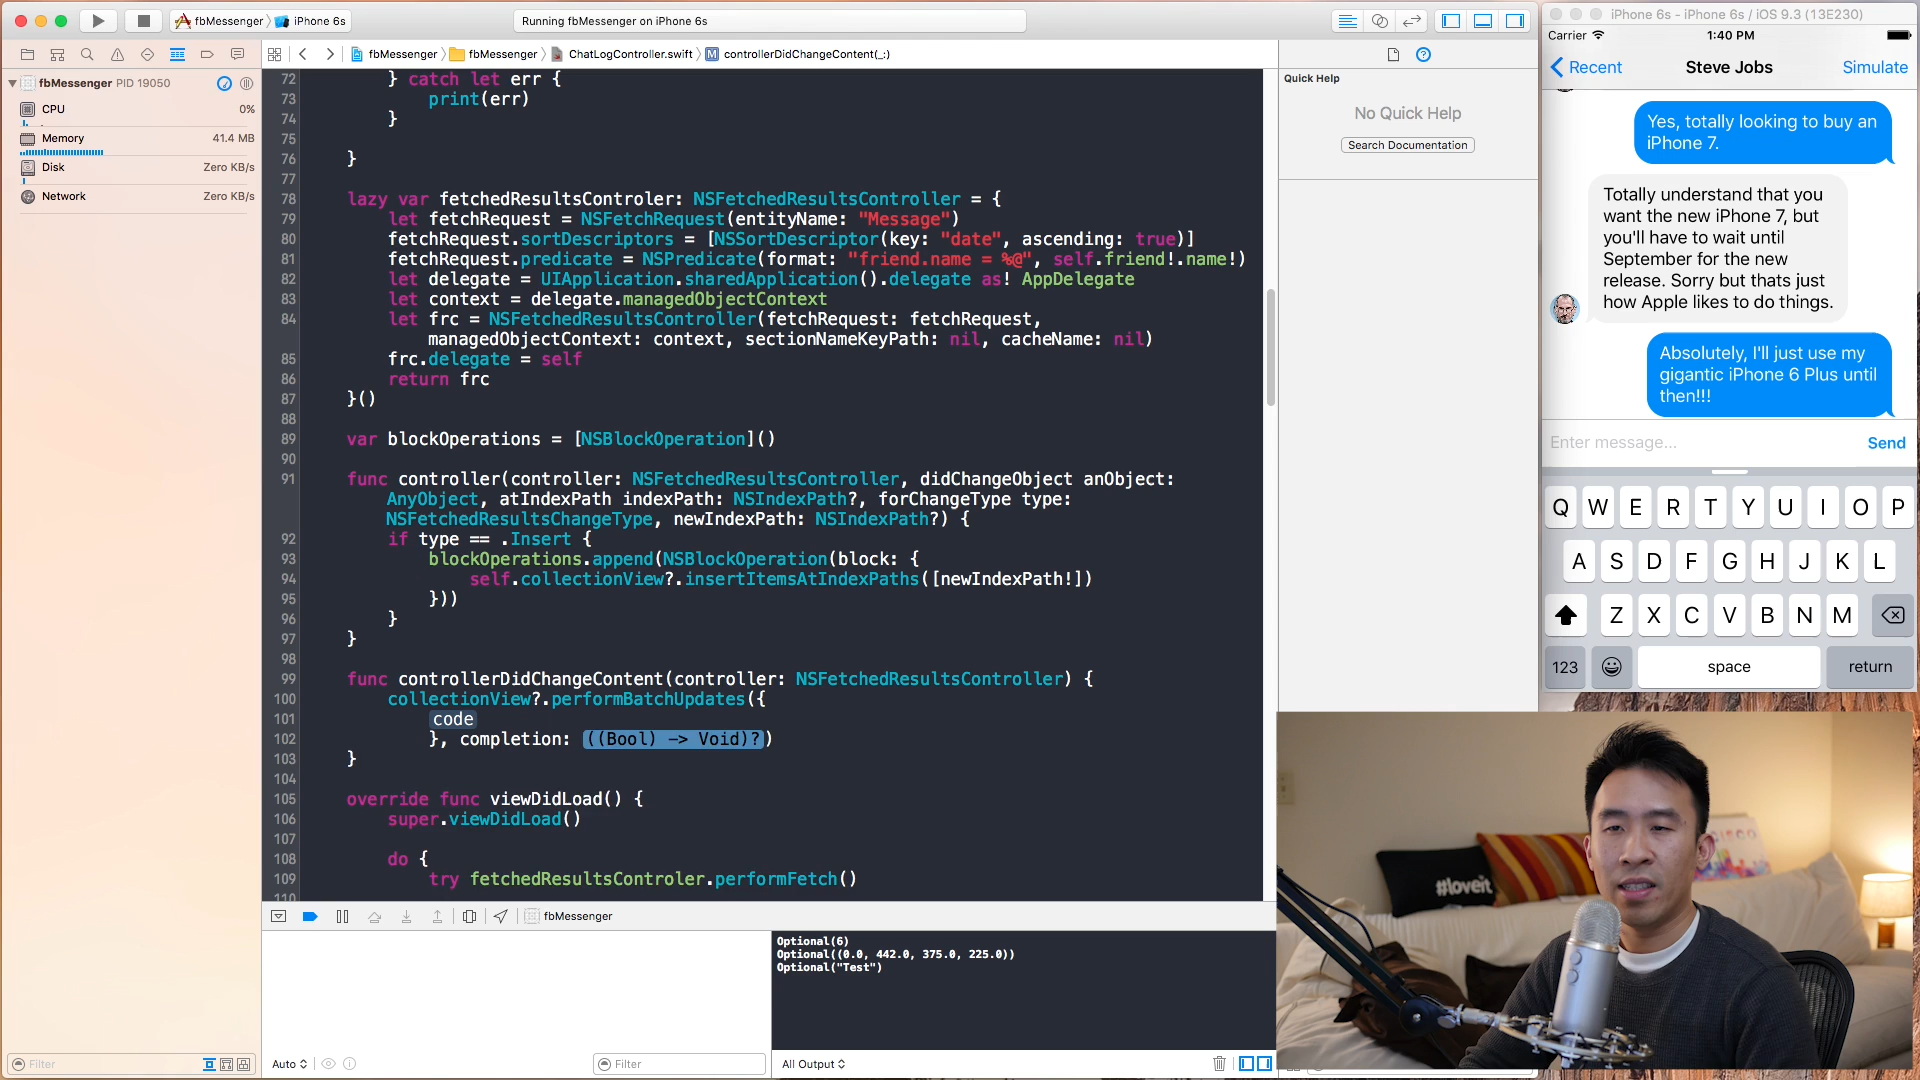 fbMessenger
iPhone 6s
Running fbMessenger on iPhone 6s
fbMessenger
fbMessenger
ChatLogController.swift
controllerDidChangeContent(_:)
fbMessenger PID 19050
CPU 0%
Memory 41.4 MB
Disk Zero KB/s
Network Zero KB/s
Filter
72 } catch let err {
73 print(err)
74 }
75
76 }
77
78 lazy var fetchedResultsControler: NSFetchedResultsController = {
79 let fetchRequest = NSFetchRequest(entityName: "Message")
80 fetchRequest.sortDescriptors = [NSSortDescriptor(key: "date", ascending: true)]
81 fetchRequest.predicate = NSPredicate(format: "friend.name = %@", self.friend!.name!)
82 let delegate = UIApplication.sharedApplication().delegate as! AppDelegate
83 let context = delegate.managedObjectContext
84 let frc = NSFetchedResultsController(fetchRequest: fetchRequest,
managedObjectContext: context, sectionNameKeyPath: nil, cacheName: nil)
85 frc.delegate = self
86 return frc
87 }()
88
89 var blockOperations = [NSBlockOperation]()
90
91 func controller(controller: NSFetchedResultsController, didChangeObject anObject:
AnyObject, atIndexPath indexPath: NSIndexPath?, forChangeType type:
NSFetchedResultsChangeType, newIndexPath: NSIndexPath?) {
92 if type == .Insert {
93 blockOperations.append(NSBlockOperation(block: {
94 self.collectionView?.insertItemsAtIndexPaths([newIndexPath!])
95 }))
96 }
97 }
98
99 func controllerDidChangeContent(controller: NSFetchedResultsController) {
100 collectionView?.performBatchUpdates({
101 code
102 }, completion: ((Bool) -> Void)?)
103 }
104
105 override func viewDidLoad() {
106 super.viewDidLoad()
107
108 do {
109 try fetchedResultsControler.performFetch()
110
fbMessenger
Auto
Filter
Optional(6)
Optional((0.0, 442.0, 375.0, 225.0))
Optional("Test")
All Output
Quick Help
No Quick Help
Search Documentation
iPhone 6s - iPhone 6s / iOS 9.3 (13E230)
Carrier 1:40 PM
Recent Steve Jobs Simulate
Yes, totally looking to buy an
iPhone 7.
Totally understand that you
want the new iPhone 7, but
you'll have to wait until
September for the new
release. Sorry but thats just
how Apple likes to do things.
Absolutely, I'll just use my
gigantic iPhone 6 Plus until
then!!!
Enter message... Send
Q W E R T Y U I O P
A S D F G H J K L
Z X C V B N M
123 space return
#loveit